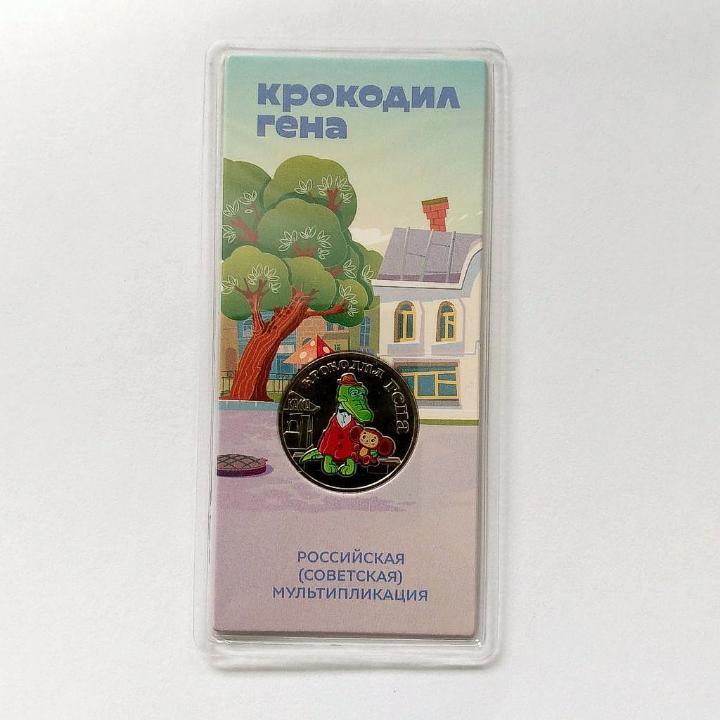 крокодил
гена
КРОКОДИЛ ГЕНА
РОССИЙСКАЯ
(СОВЕТСКАЯ)
МУЛЬТИПЛИКАЦИЯ